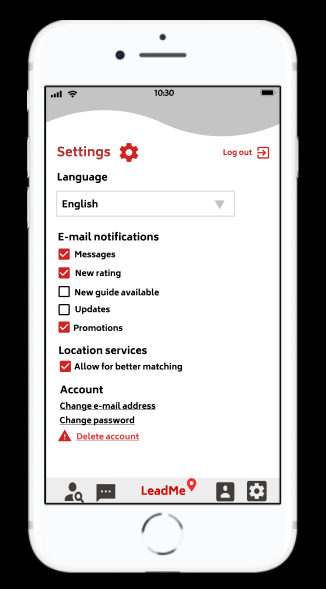 10:30
Settings
Log out
Language
English
E-mail notifications
Messages
New rating
New guide available
Updates
Promotions
Location services
Allow for better matching
Account
Change e-mail address
Change password
Delete account
LeadMe